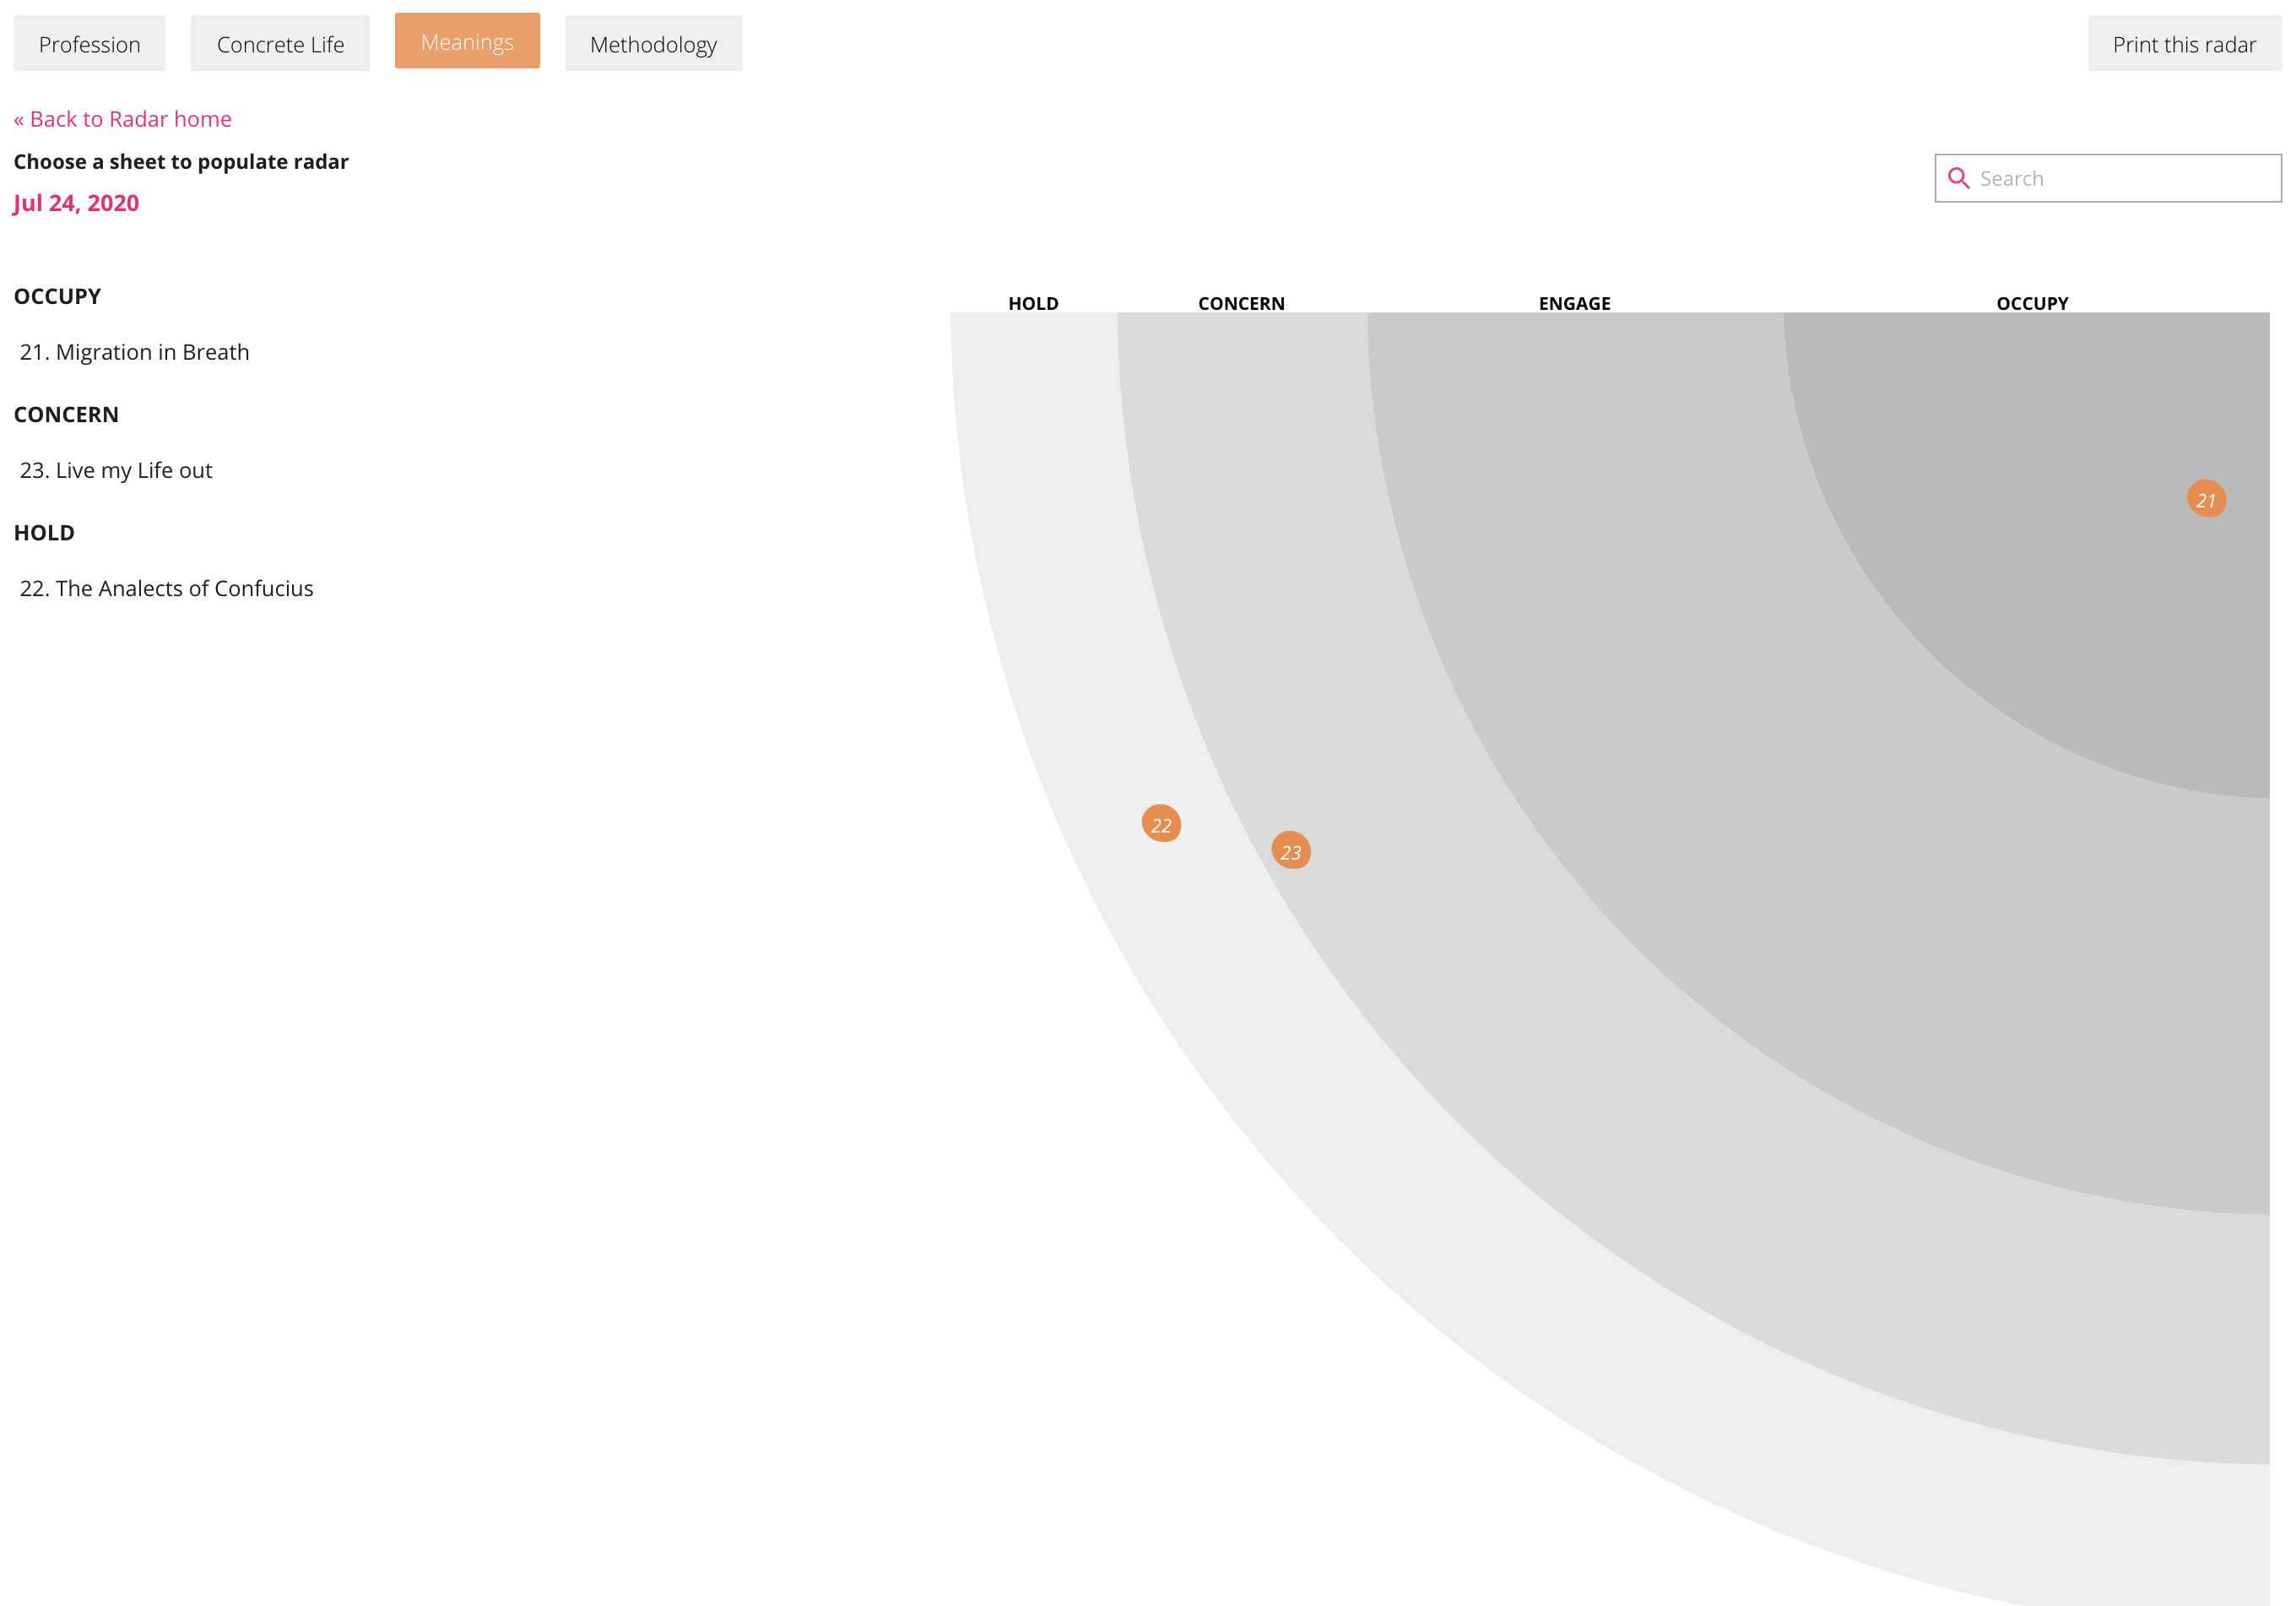 Profession
Concrete Life
Meanings
Methodology
Print this radar
« Back to Radar home
Choose a sheet to populate radar
Jul 24, 2020
Search
OCCUPY
21. Migration in Breath
CONCERN
23. Live my Life out
HOLD
22. The Analects of Confucius
HOLD
CONCERN
ENGAGE
OCCUPY
21
22
23